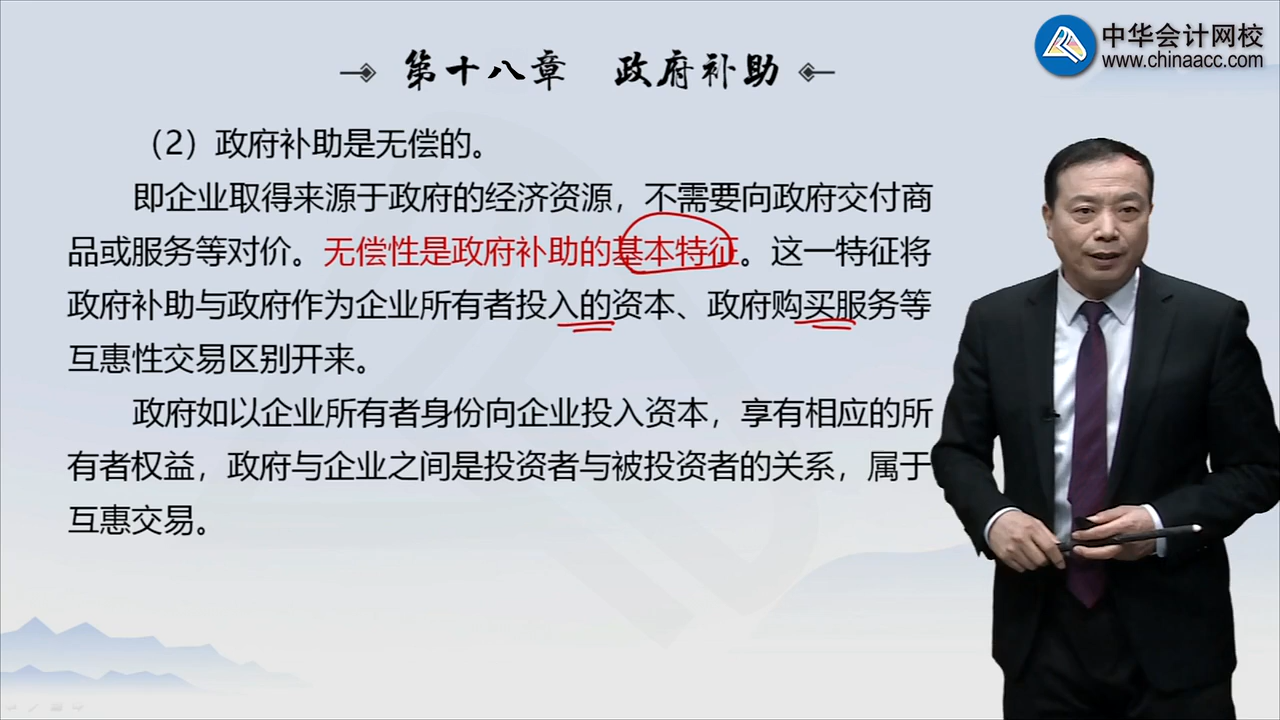 中华会计网校
www.chinaacc.com
第十八章 政府补助
（2）政府补助是无偿的。
即企业取得来源于政府的经济资源，不需要向政府交付商
品或服务等对价。无偿性是政府补助的基本特征。这一特征将
政府补助与政府作为企业所有者投入的资本、政府购买服务等
互惠性交易区别开来。
政府如以企业所有者身份向企业投入资本，享有相应的所
有者权益，政府与企业之间是投资者与被投资者的关系，属于
互惠交易。